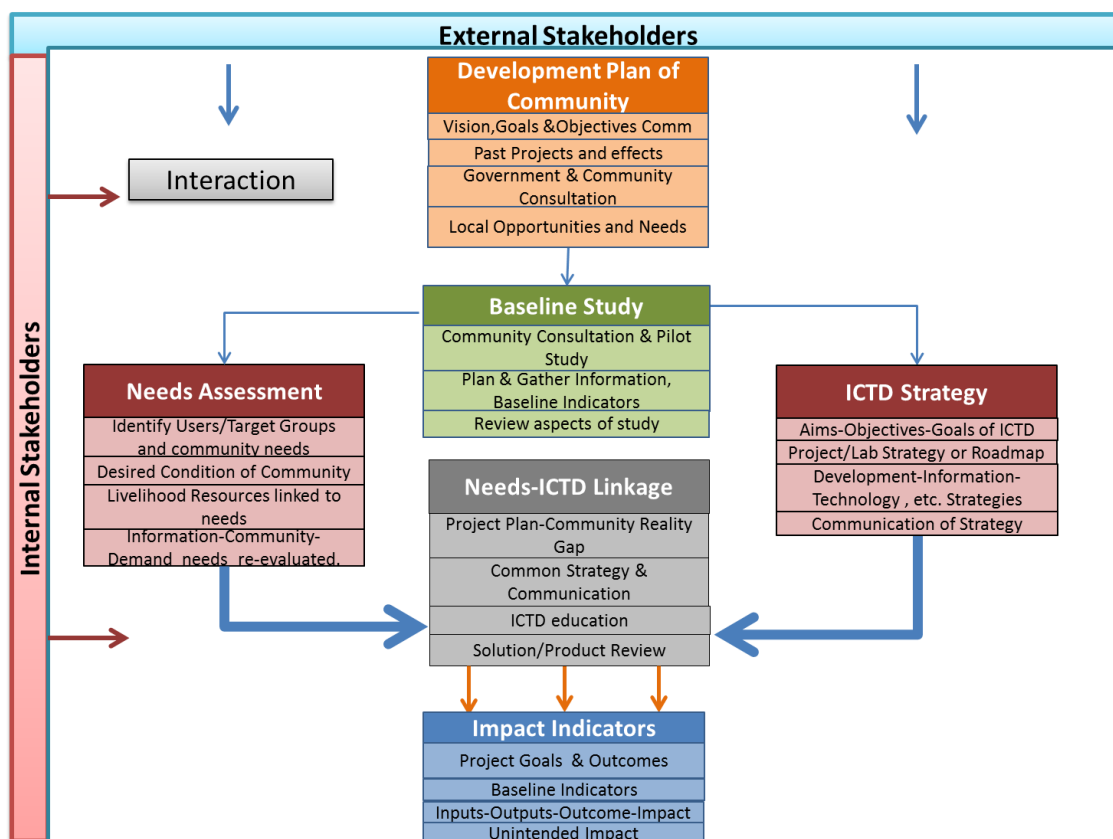 External Stakeholders
Internal Stakeholders
Development Plan of
Community
Vision,Goals &Objectives Comm
Past Projects and effects
Government & Community
Consultation
Local Opportunities and Needs
Interaction
Baseline Study
Community Consultation & Pilot
Study
Plan & Gather Information,
Baseline Indicators
Review aspects of study
Needs Assessment
Identify Users/Target Groups
and community needs
Desired Condition of Community
Livelihood Resources linked to
needs
Information-Community-
Demand needs re-evaluated.
ICTD Strategy
Aims-Objectives-Goals of ICTD
Project/Lab Strategy or Roadmap
Development-Information-
Technology , etc. Strategies
Communication of Strategy
Needs-ICTD Linkage
Project Plan-Community Reality
Gap
Common Strategy &
Communication
ICTD education
Solution/Product Review
Impact Indicators
Project Goals & Outcomes
Baseline Indicators
Inputs-Outputs-Outcome-Impact
Unintended Impact